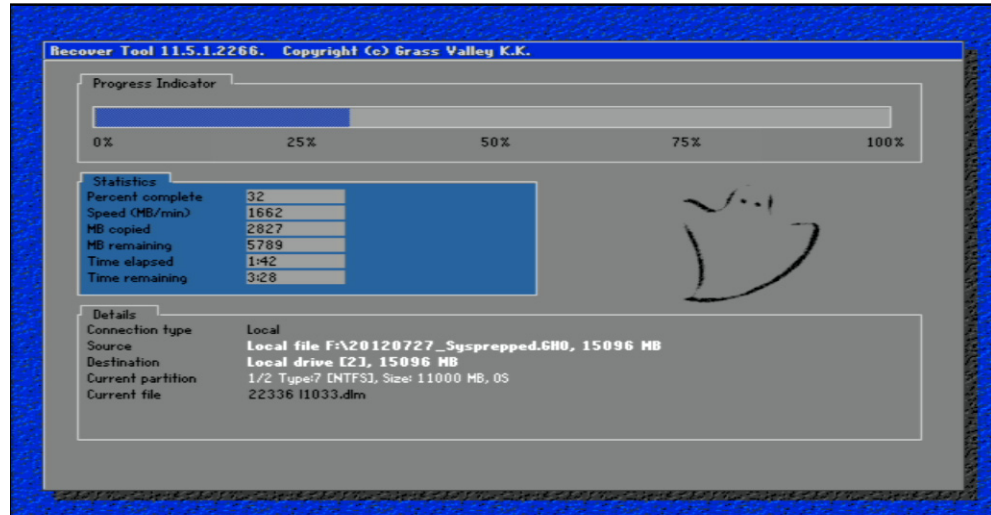 Recover Tool 11.5.1.2266.   Copyright (c) Grass Valley K.K.
Progress Indicator
0% 25% 50% 75% 100%
Statistics
Percent complete 32
Speed (MB/min) 1662
MB copied 2827
MB remaining 5789
Time elapsed 1:42
Time remaining 3:28
Details
Connection type Local
Source Local file F:\20120727_Sysprepped.GHO, 15096 MB
Destination Local drive [2], 15096 MB
Current partition 1/2 Type:7 [NTFS], Size: 11000 MB, OS
Current file 22336 l1033.dlm